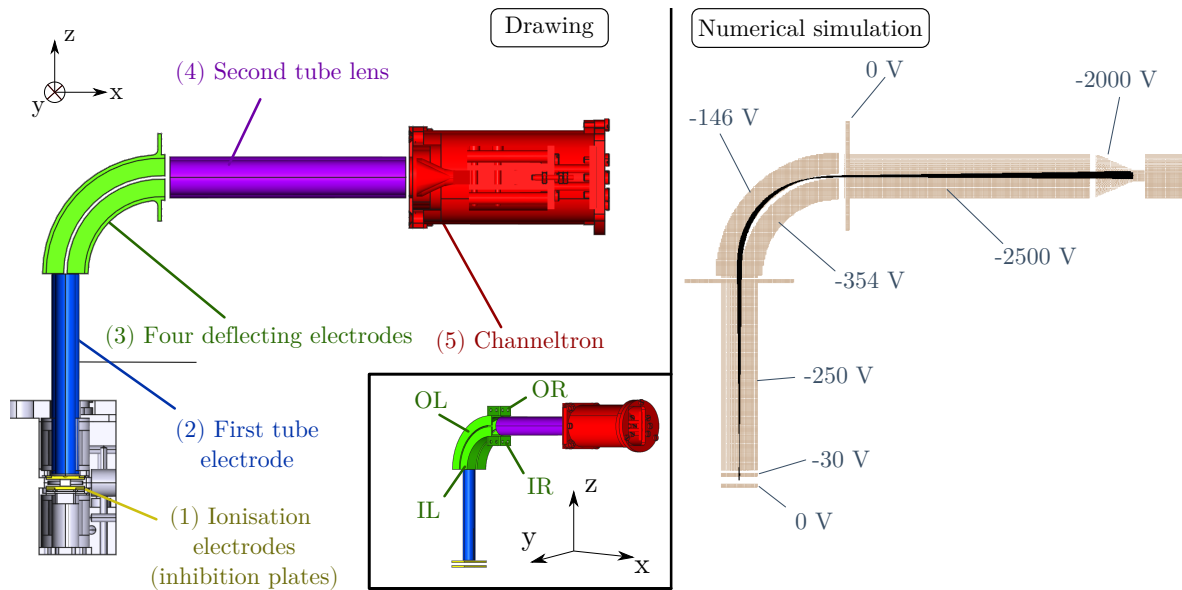 Drawing
z
y
x
(4) Second tube lens
(3) Four deflecting electrodes
(5) Channeltron
(2) First tube
electrode
(1) Ionisation
electrodes
(inhibition plates)
OR
OL
IL
IR
z
y
x
Numerical simulation
0 V
-2000 V
-146 V
-2500 V
-354 V
-250 V
-30 V
0 V